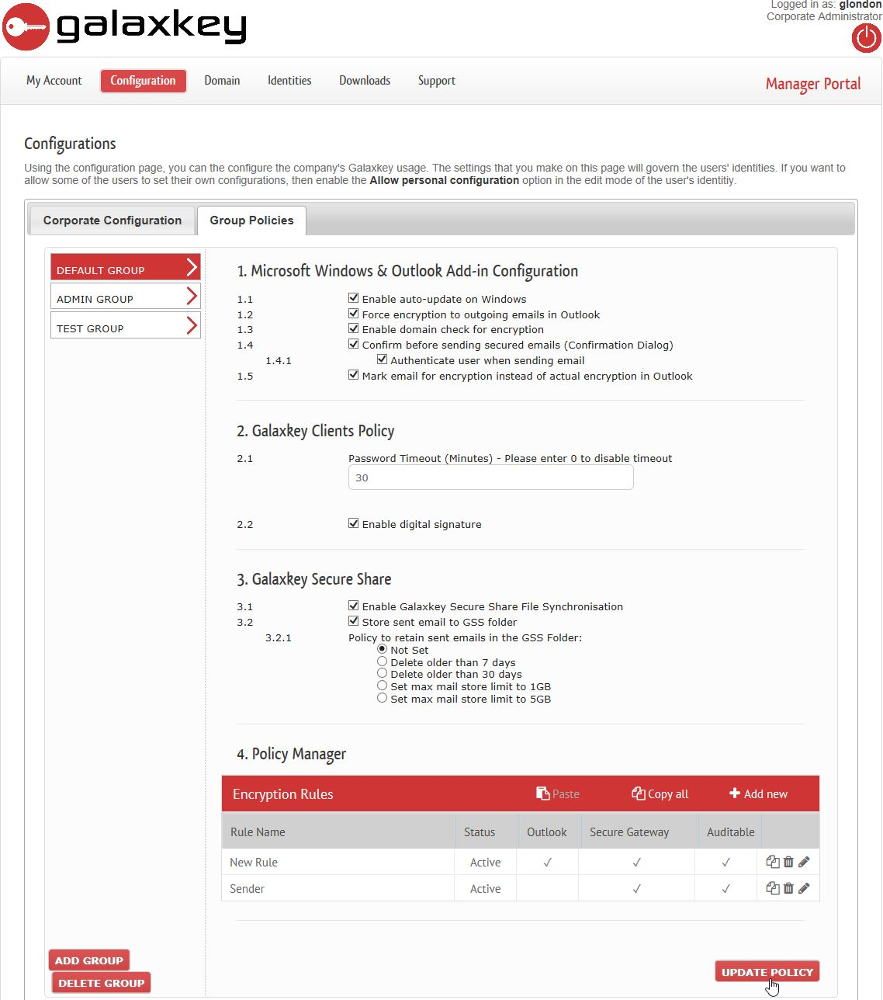 galaxkey
Logged in as: glondon
Corporate Administrator
My Account Configuration Domain Identities Downloads Support
Manager Portal
Configurations
Using the configuration page, you can the configure the company's Galaxkey usage. The settings that you make on this page will govern the users' identities. If you want to
allow some of the users to set their own configurations, then enable the Allow personal configuration option in the edit mode of the user's identitiy.
Corporate Configuration Group Policies
DEFAULT GROUP
ADMIN GROUP
TEST GROUP
1. Microsoft Windows & Outlook Add-in Configuration
1.1 Enable auto-update on Windows
1.2 Force encryption to outgoing emails in Outlook
1.3 Enable domain check for encryption
1.4 Confirm before sending secured emails (Confirmation Dialog)
1.4.1 Authenticate user when sending email
1.5 Mark email for encryption instead of actual encryption in Outlook
2. Galaxkey Clients Policy
2.1 Password Timeout (Minutes) - Please enter 0 to disable timeout
30
2.2 Enable digital signature
3. Galaxkey Secure Share
3.1 Enable Galaxkey Secure Share File Synchronisation
3.2 Store sent email to GSS folder
3.2.1 Policy to retain sent emails in the GSS Folder:
Not Set
Delete older than 7 days
Delete older than 30 days
Set max mail store limit to 1GB
Set max mail store limit to 5GB
4. Policy Manager
Encryption Rules Paste Copy all Add new
Rule Name Status Outlook Secure Gateway Auditable
New Rule Active ✓ ✓ ✓
Sender Active ✓ ✓
ADD GROUP
DELETE GROUP
UPDATE POLICY